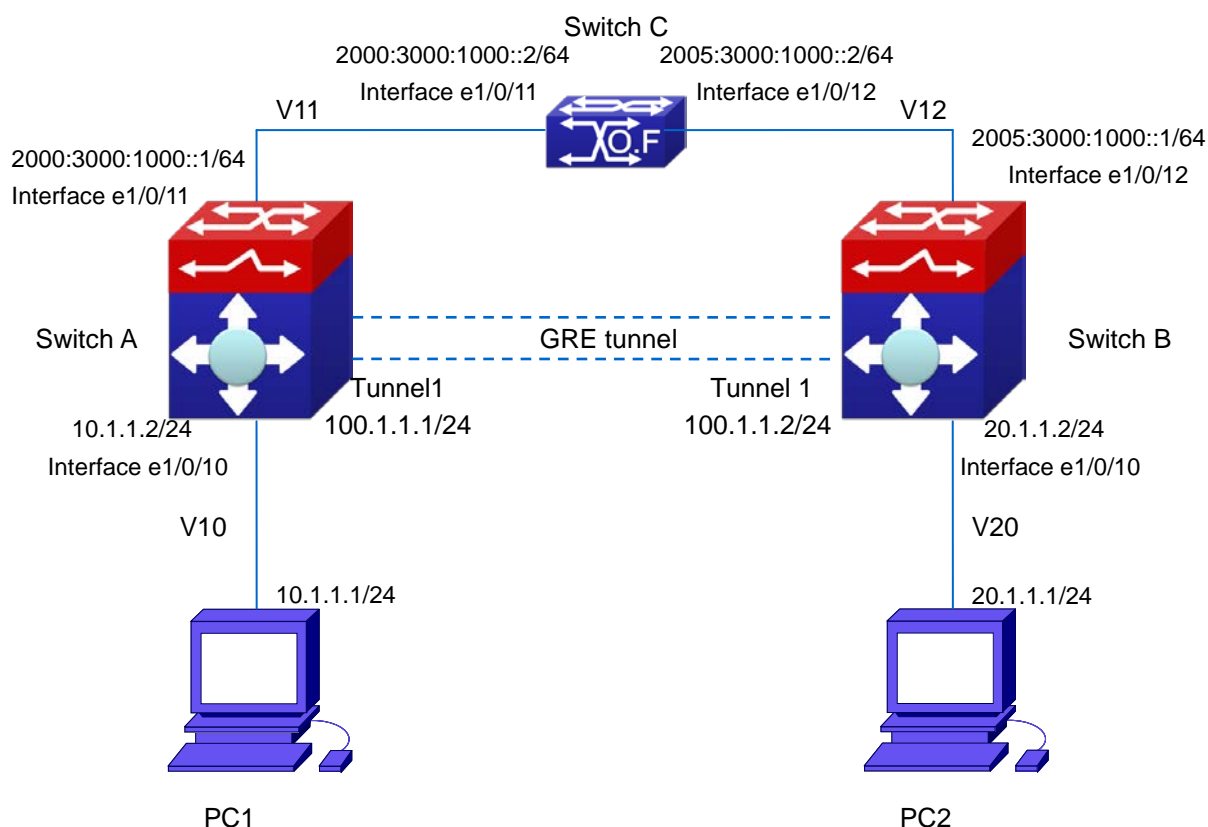 Switch C
2000:3000:1000::2/64
2005:3000:1000::2/64
Interface e1/0/11
Interface e1/0/12
V11
V12
O.F
2000:3000:1000::1/64
Interface e1/0/11
2005:3000:1000::1/64
Interface e1/0/12
Switch A
GRE tunnel
Switch B
Tunnel1
100.1.1.1/24
Tunnel 1
100.1.1.2/24
10.1.1.2/24
Interface e1/0/10
20.1.1.2/24
Interface e1/0/10
V10
V20
10.1.1.1/24
20.1.1.1/24
PC1
PC2